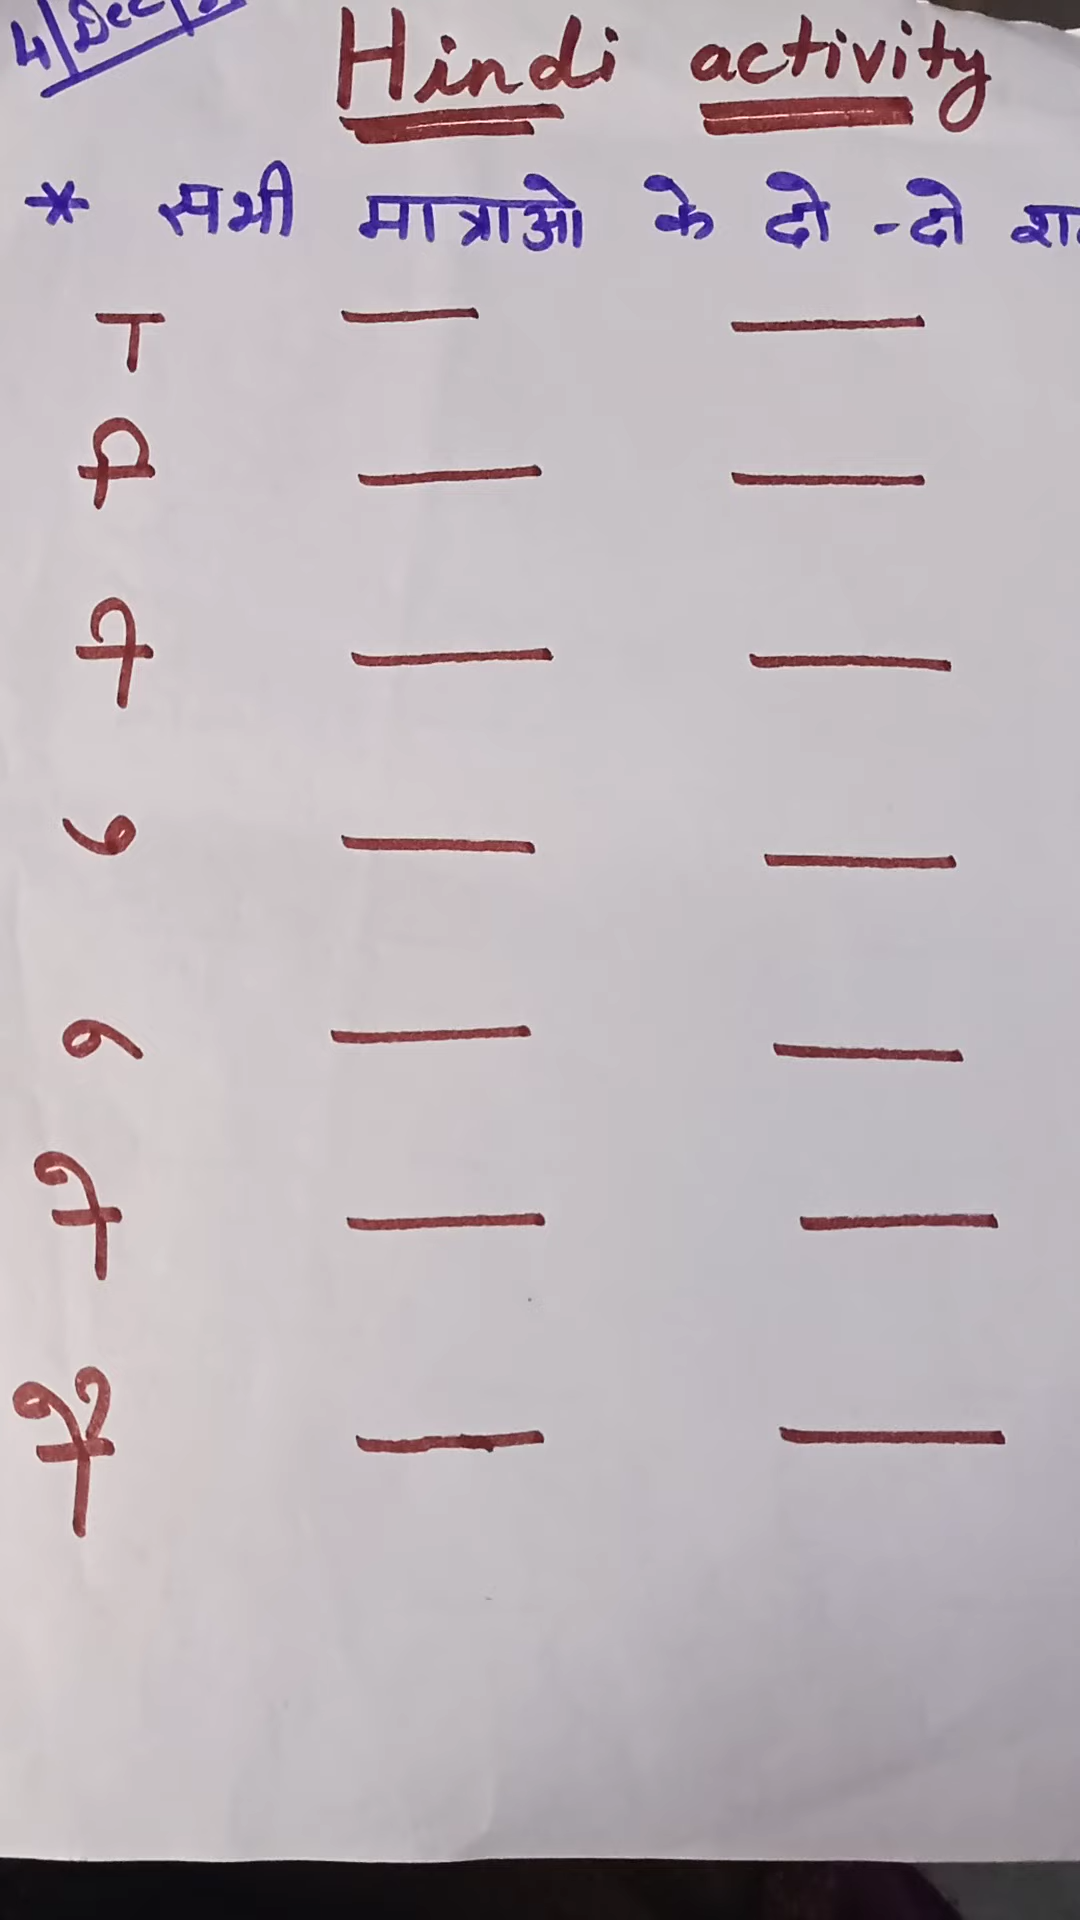 4/Dec/
Hindi activity
* सभी मात्राओ के दो -दो
ा
ि
ी
ु
ू
ो
ौ